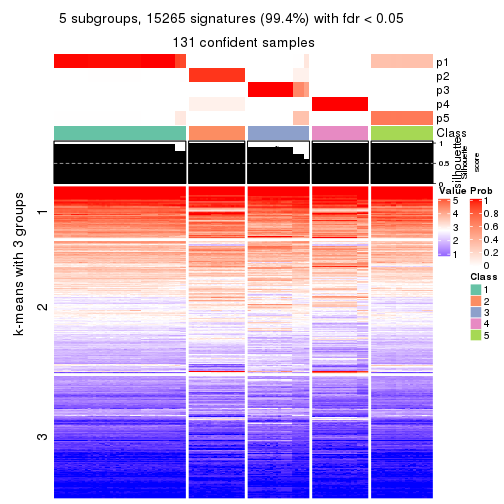 5 subgroups, 15265 signatures (99.4%) with fdr < 0.05
131 confident samples
p1
p2
p3
p4
p5
Class
1
0.5
0
silhouette
Silhouette
score
k-means with 3 groups
1
2
3
Value
5
4
3
2
1
Prob
1
0.8
0.6
0.4
0.2
0
Class
1
2
3
4
5